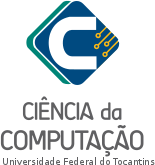 C
CIÊNCIA da
COMPUTAÇÃO
Universidade Federal do Tocantins